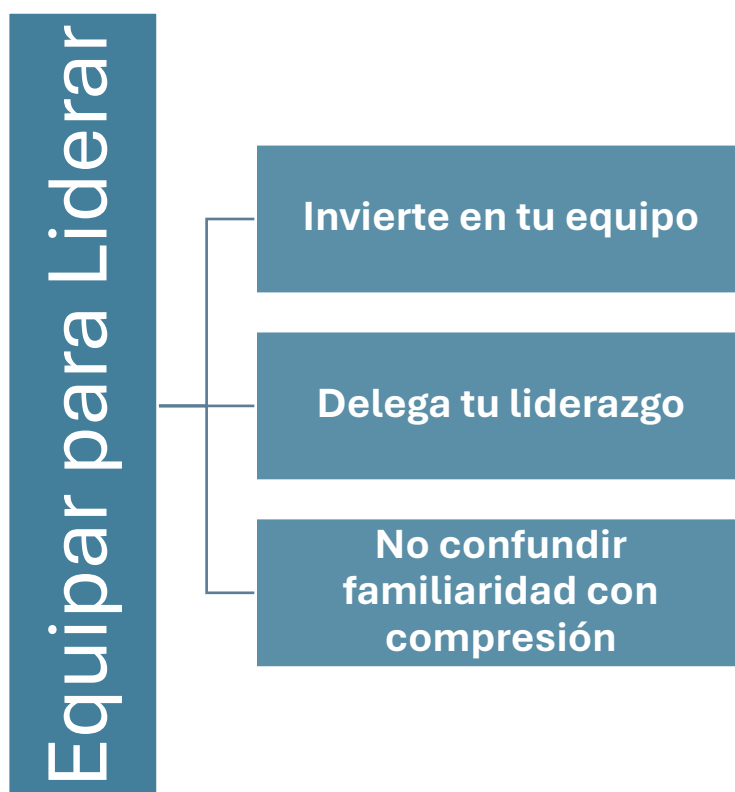 Equipar para Liderar
Invierte en tu equipo
Delega tu liderazgo
No confundir
familiaridad con
compresión